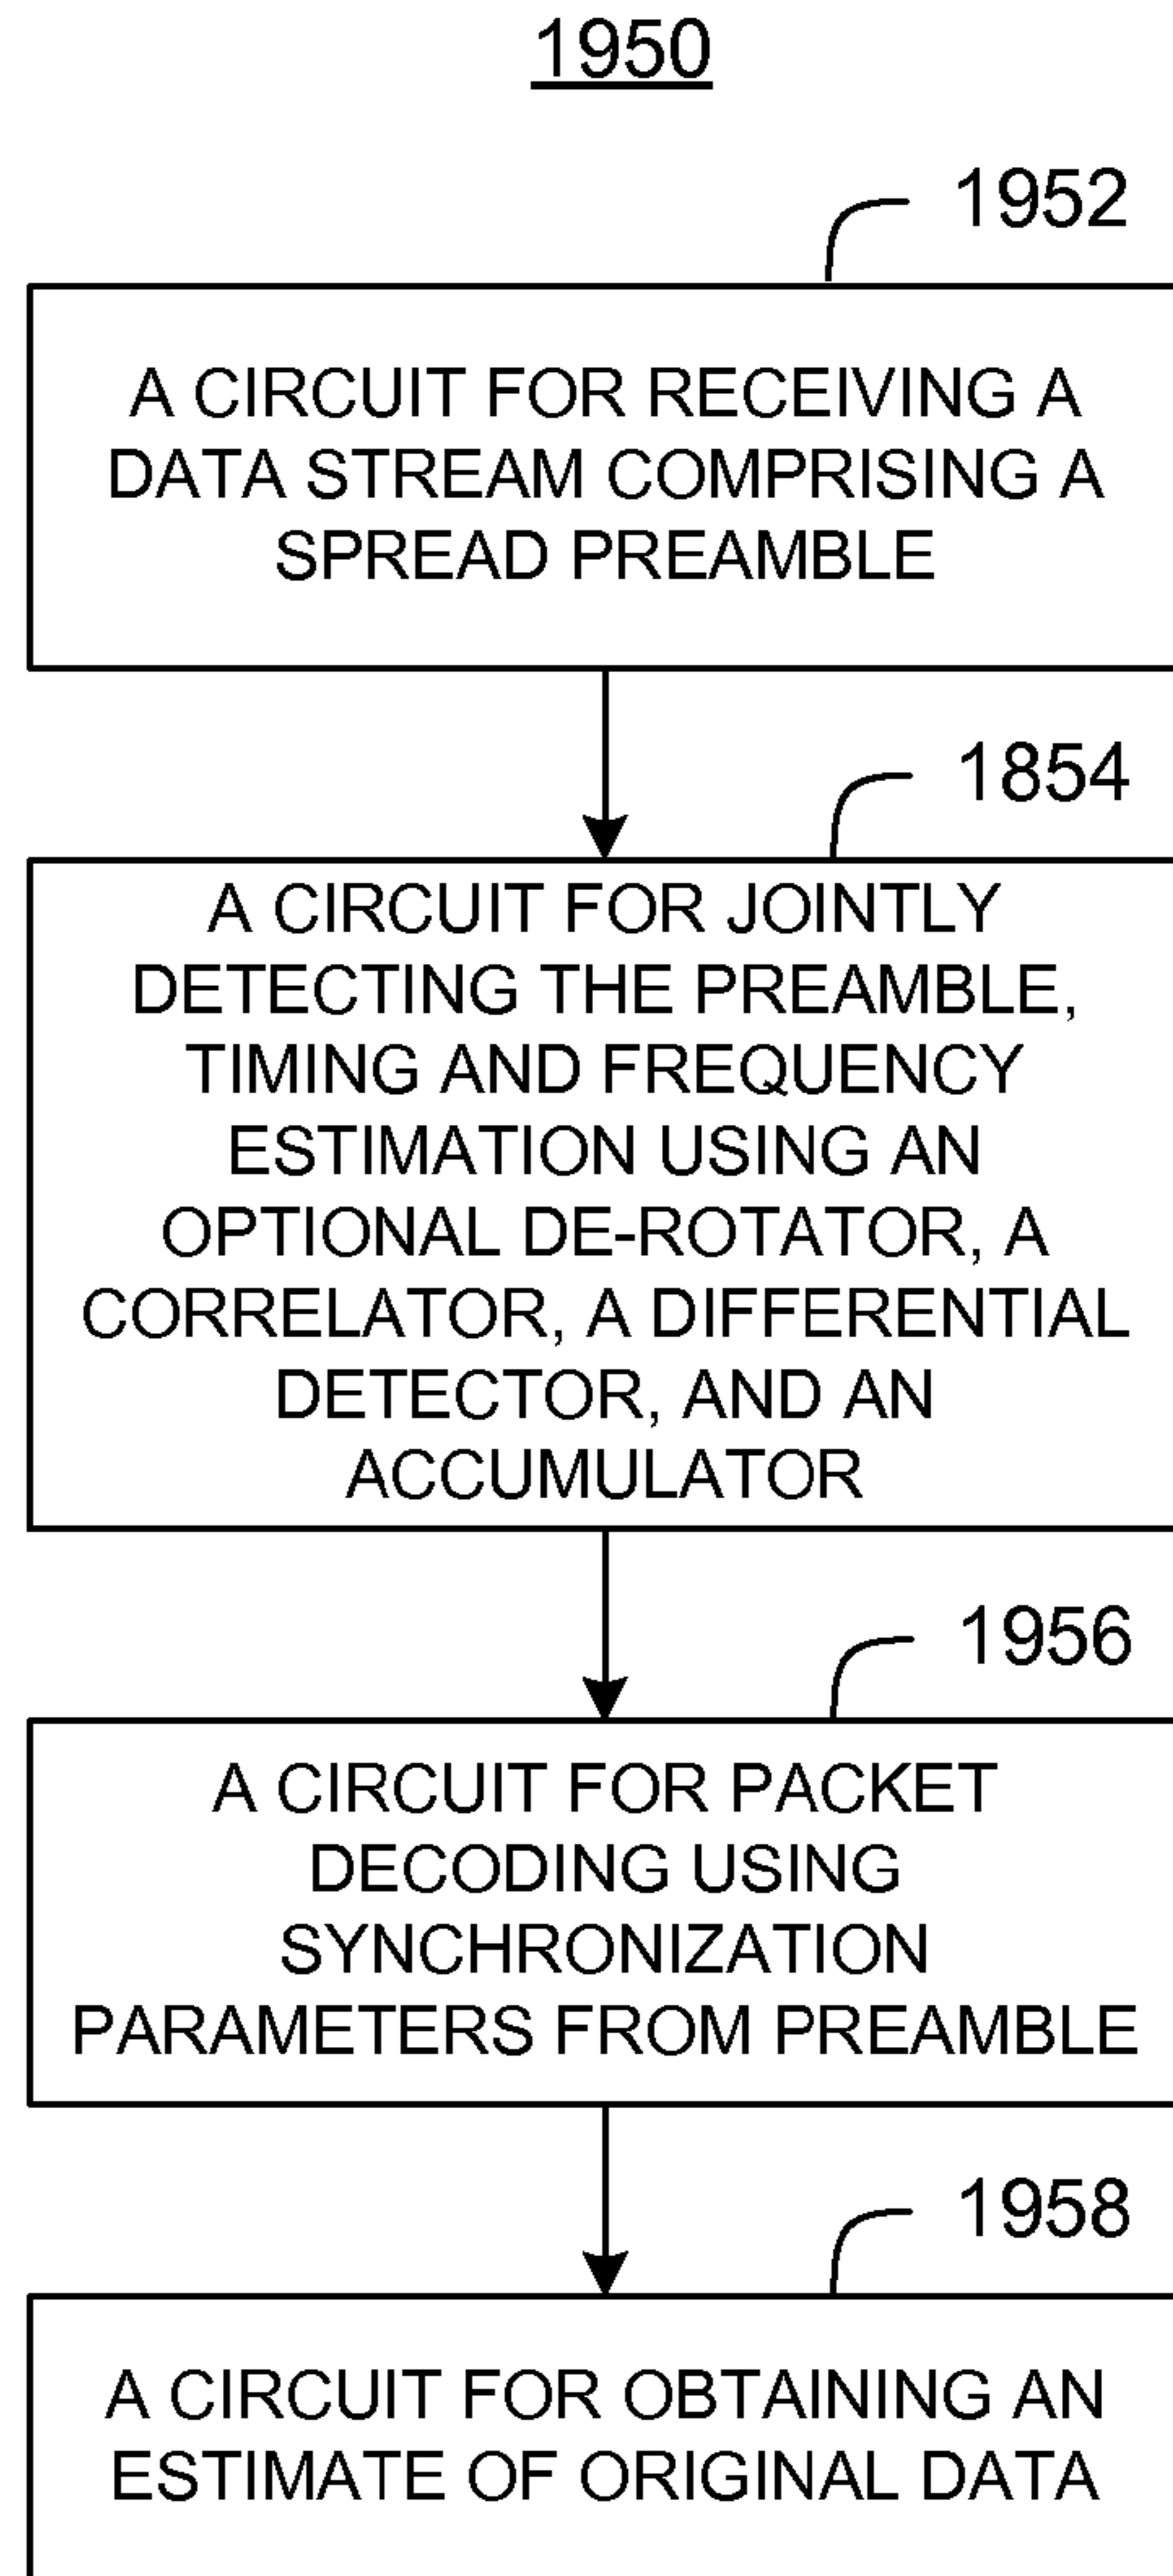 1950
1952
A CIRCUIT FOR RECEIVING A
DATA STREAM COMPRISING A
SPREAD PREAMBLE
1854
A CIRCUIT FOR JOINTLY
DETECTING THE PREAMBLE,
TIMING AND FREQUENCY
ESTIMATION USING AN
OPTIONAL DE-ROTATOR, A
CORRELATOR, A DIFFERENTIAL
DETECTOR, AND AN
ACCUMULATOR
1956
A CIRCUIT FOR PACKET
DECODING USING
SYNCHRONIZATION
PARAMETERS FROM PREAMBLE
1958
A CIRCUIT FOR OBTAINING AN
ESTIMATE OF ORIGINAL DATA